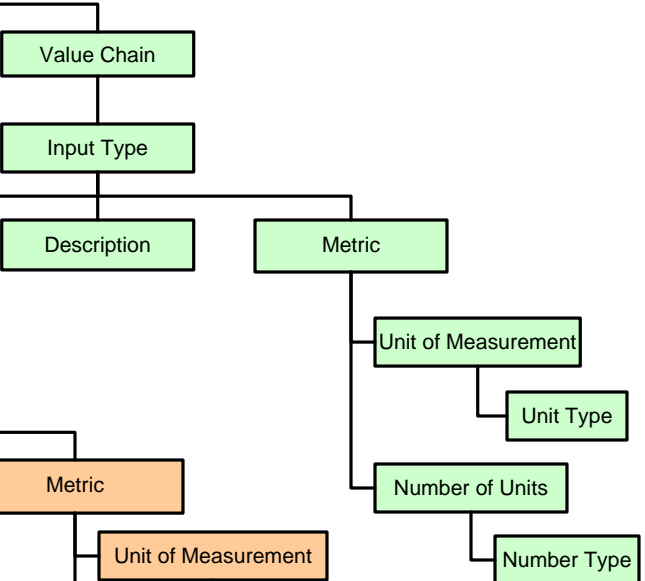 Value Chain
Input Type
Description
Metric
Unit of Measurement
Unit Type
Metric
Number of Units
Unit of Measurement
Number Type